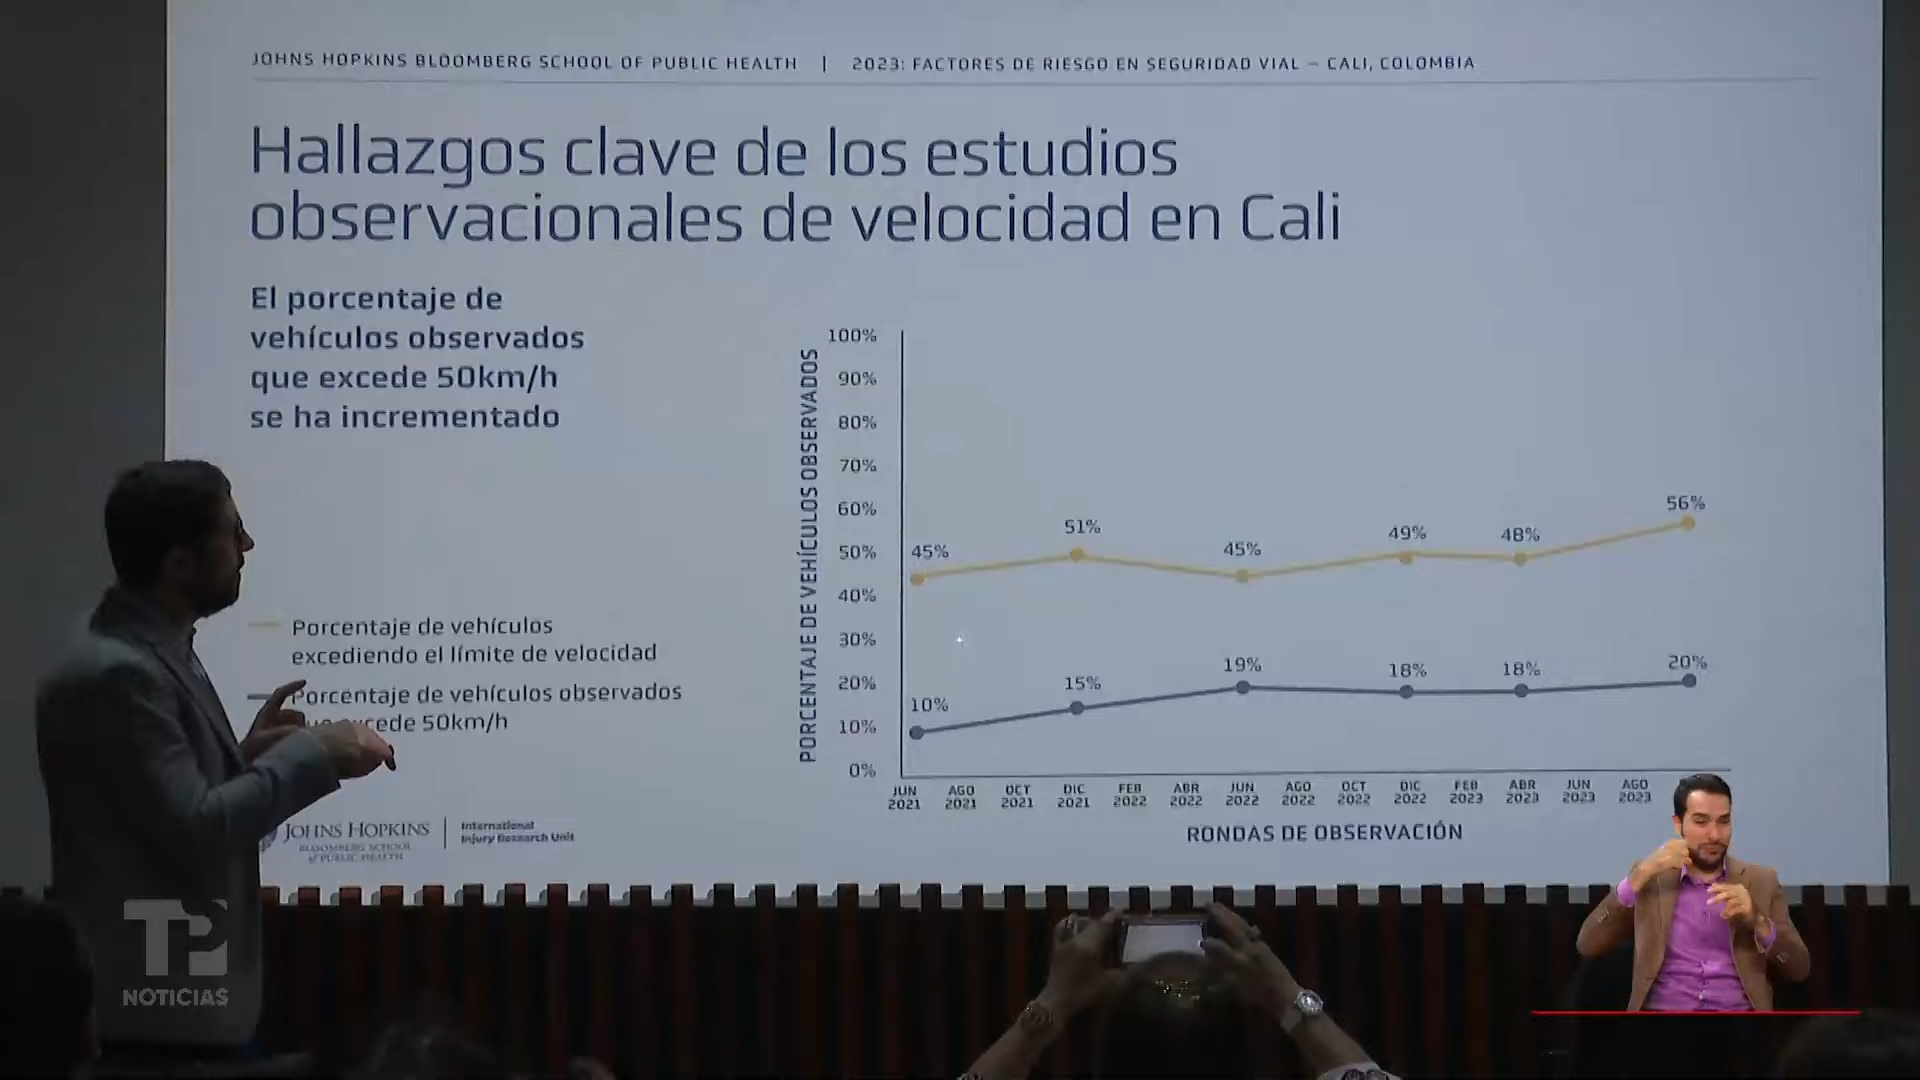 JOHNS HOPKINS BLOOMBERG SCHOOL OF PUBLIC HEALTH | 2023: FACTORES DE RIESGO EN SEGURIDAD VIAL – CALI, COLOMBIA
Hallazgos clave de los estudios
observacionales de velocidad en Cali
El porcentaje de
vehículos observados
que excede 50km/h
se ha incrementado
Porcentaje de vehículos
excediendo el límite de velocidad
Porcentaje de vehículos observados
que excede 50km/h
PORCENTAJE DE VEHÍCULOS OBSERVADOS
100%
90%
80%
70%
60%
50%
40%
30%
20%
10%
0%
45%
51%
45%
49%
48%
56%
10%
15%
19%
18%
18%
20%
JUN 2021
AGO 2021
OCT 2021
DIC 2021
FEB 2022
ABR 2022
JUN 2022
AGO 2022
OCT 2022
DIC 2022
FEB 2023
ABR 2023
JUN 2023
AGO 2023
RONDAS DE OBSERVACIÓN
JOHNS HOPKINS
BLOOMBERG SCHOOL
of PUBLIC HEALTH
International
Injury Research Unit
NOTICIAS